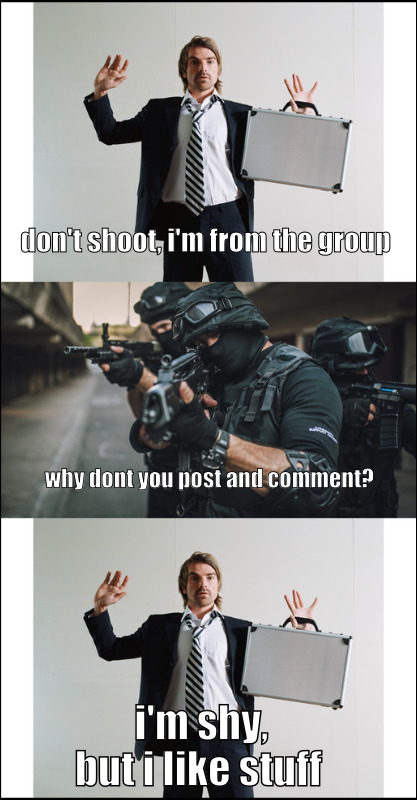 don't shoot, i'm from the group
why dont you post and comment?
i'm shy,
but i like stuff